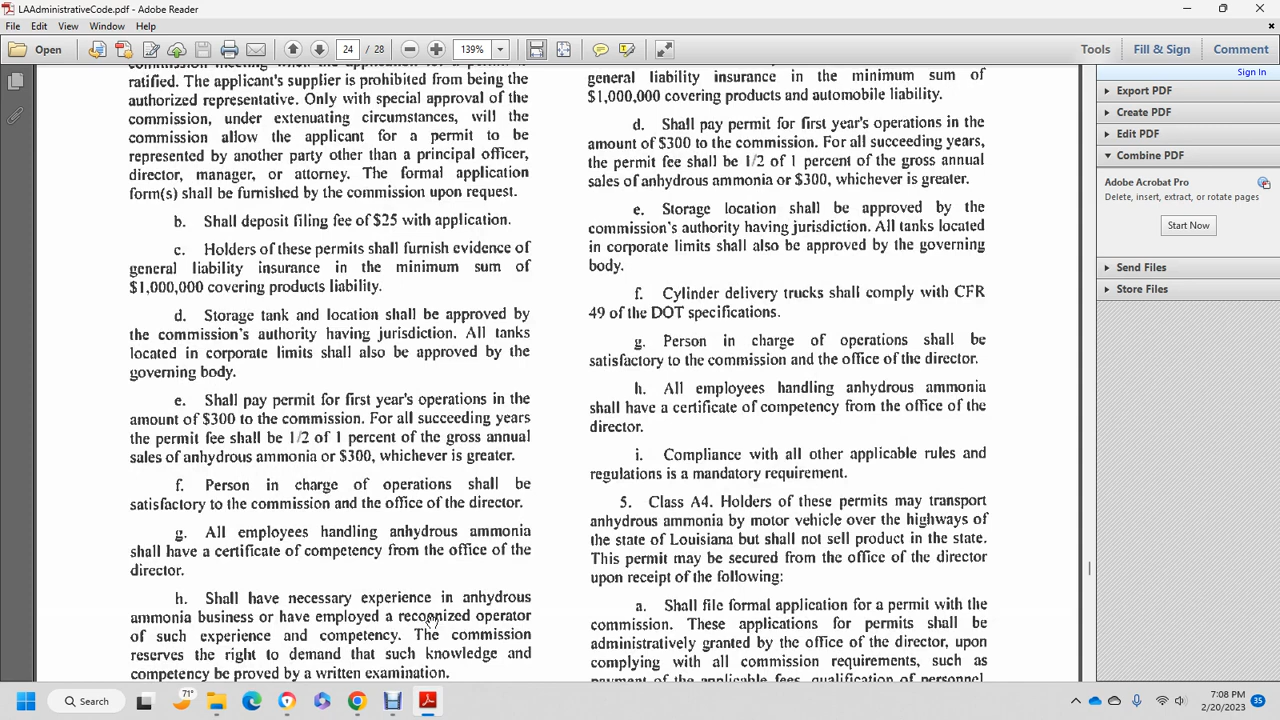 LAAdministrativeCode.pdf - Adobe Reader
File Edit View Window Help
Open 24 / 28 139% Tools Fill & Sign Comment
Sign In
Export PDF
Create PDF
Edit PDF
Combine PDF
Adobe Acrobat Pro
Delete, insert, extract, or rotate pages
Start Now
Send Files
Store Files
ratified. The applicant's supplier is prohibited from being the
authorized representative. Only with special approval of the
commission, under extenuating circumstances, will the
commission allow the applicant for a permit to be
represented by another party other than a principal officer,
director, manager, or attorney. The formal application
form(s) shall be furnished by the commission upon request.
b. Shall deposit filing fee of $25 with application.
c. Holders of these permits shall furnish evidence of
general liability insurance in the minimum sum of
$1,000,000 covering products liability.
d. Storage tank and location shall be approved by
the commission's authority having jurisdiction. All tanks
located in corporate limits shall also be approved by the
governing body.
e. Shall pay permit for first year's operations in the
amount of $300 to the commission. For all succeeding years
the permit fee shall be 1/2 of 1 percent of the gross annual
sales of anhydrous ammonia or $300, whichever is greater.
f. Person in charge of operations shall be
satisfactory to the commission and the office of the director.
g. All employees handling anhydrous ammonia
shall have a certificate of competency from the office of the
director.
h. Shall have necessary experience in anhydrous
ammonia business or have employed a recognized operator
of such experience and competency. The commission
reserves the right to demand that such knowledge and
competency be proved by a written examination.
general liability insurance in the minimum sum of
$1,000,000 covering products and automobile liability.
d. Shall pay permit for first year's operations in the
amount of $300 to the commission. For all succeeding years,
the permit fee shall be 1/2 of 1 percent of the gross annual
sales of anhydrous ammonia or $300, whichever is greater.
e. Storage location shall be approved by the
commission's authority having jurisdiction. All tanks located
in corporate limits shall also be approved by the governing
body.
f. Cylinder delivery trucks shall comply with CFR
49 of the DOT specifications.
g. Person in charge of operations shall be
satisfactory to the commission and the office of the director.
h. All employees handling anhydrous ammonia
shall have a certificate of competency from the office of the
director.
i. Compliance with all other applicable rules and
regulations is a mandatory requirement.
5. Class A4. Holders of these permits may transport
anhydrous ammonia by motor vehicle over the highways of
the state of Louisiana but shall not sell product in the state.
This permit may be secured from the office of the director
upon receipt of the following:
a. Shall file formal application for a permit with the
commission. These applications for permits shall be
administratively granted by the office of the director, upon
complying with all commission requirements, such as
payment of the applicable fees, qualification of personnel,
Search 71° 7:08 PM
2/20/2023 35